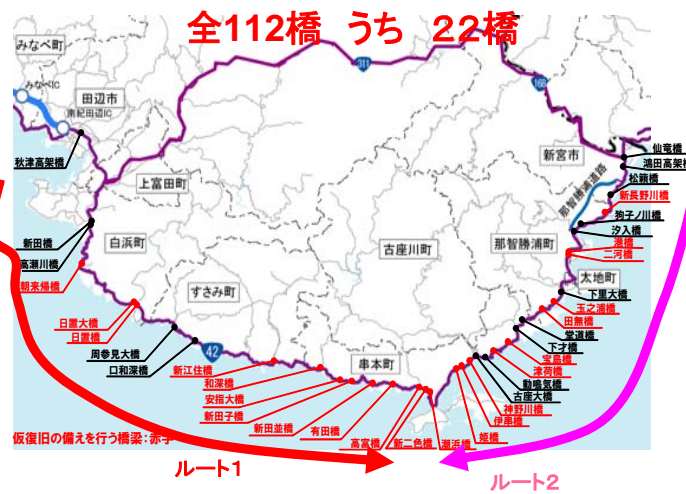 全112橋　うち　２２橋
みなべ町
みなべIC
田辺市
南紀田辺IC
311
168
秋津高架橋
上富田町
新宮市
仙竜橋
鴻田高架橋
松籟橋
新長野川橋
那智勝浦道路
狗子ノ川橋
汐入橋
湊橋
二河橋
新田橋
高瀬川橋
朝来帰橋
白浜町
古座川町
那智勝浦町
太地町
すさみ町
下里大橋
玉之浦橋
田無橋
堂道橋
下才橋
宝島橋
津荷橋
動鳴気橋
古座大橋
神野川橋
伊串橋
姫橋
日置大橋
日置橋
周参見大橋
口和深橋
42
串本町
新江住橋
和深橋
安指大橋
新田子橋
新田並橋
有田橋
高富橋
新二色橋
潮浜橋
仮復旧の備えを行う橋梁：赤字
ルート1
ルート2